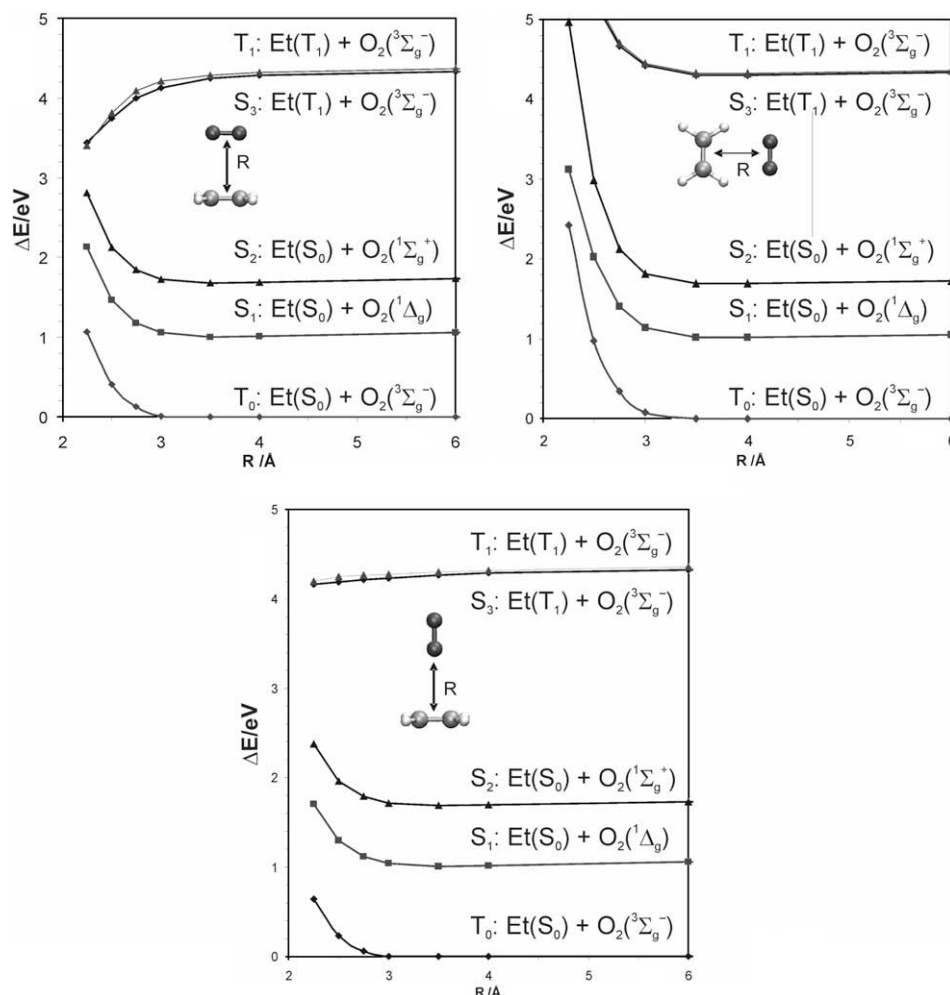 5
4
3
2
1
0
ΔE/eV
T₁: Et(T₁) + O₂(³Σg⁻)
S₃: Et(T₁) + O₂(³Σg⁻)
R
S₂: Et(S₀) + O₂(¹Σg⁺)
S₁: Et(S₀) + O₂(¹Δg)
T₀: Et(S₀) + O₂(³Σg⁻)
2 3 4 5 6
R /Å
5
4
3
2
1
0
ΔE/eV
T₁: Et(T₁) + O₂(³Σg⁻)
S₃: Et(T₁) + O₂(³Σg⁻)
R
S₂: Et(S₀) + O₂(¹Σg⁺)
S₁: Et(S₀) + O₂(¹Δg)
T₀: Et(S₀) + O₂(³Σg⁻)
2 3 4 5 6
R /Å
5
4
3
2
1
0
ΔE/eV
T₁: Et(T₁) + O₂(³Σg⁻)
S₃: Et(T₁) + O₂(³Σg⁻)
R
S₂: Et(S₀) + O₂(¹Σg⁺)
S₁: Et(S₀) + O₂(¹Δg)
T₀: Et(S₀) + O₂(³Σg⁻)
2 3 4 5 6
R /Å